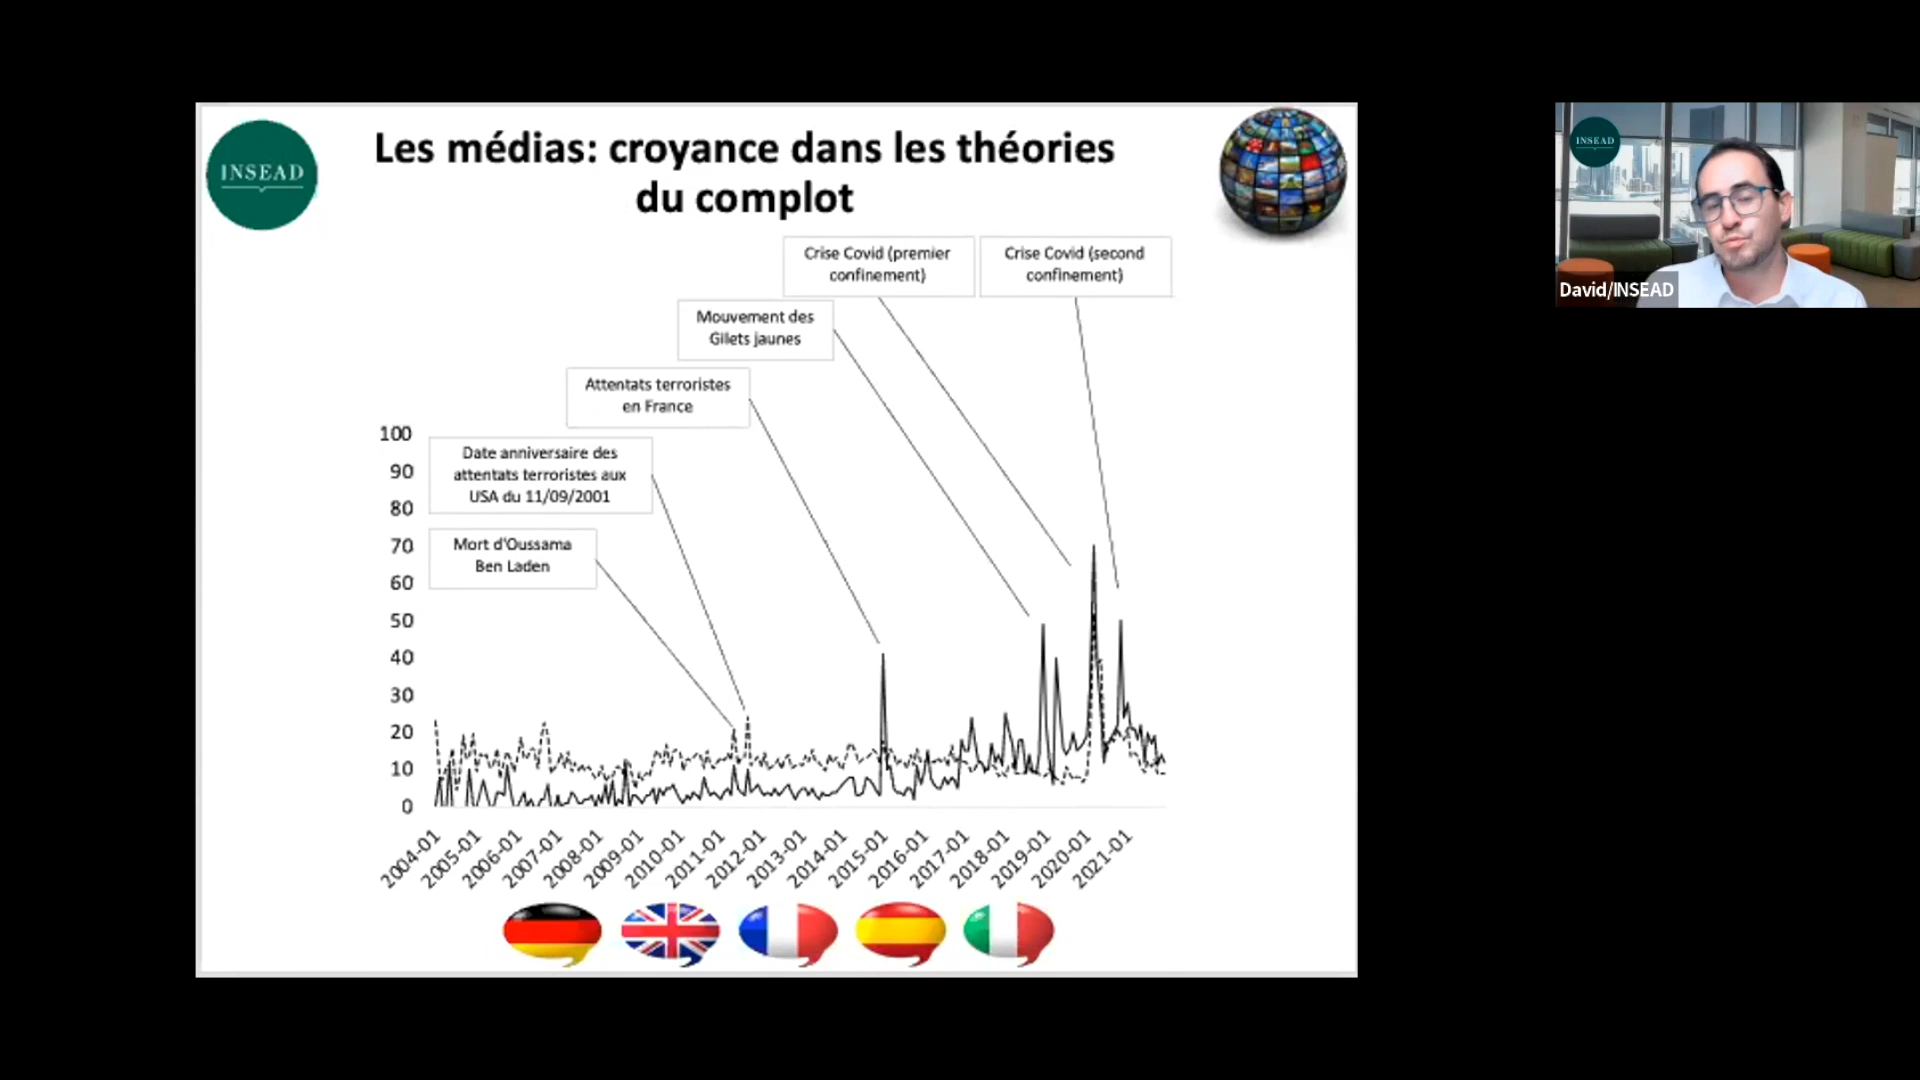 INSEAD
Les médias: croyance dans les théories
du complot
Crise Covid (premier
confinement)
Crise Covid (second
confinement)
Mouvement des
Gilets jaunes
Attentats terroristes
en France
Date anniversaire des
attentats terroristes aux
USA du 11/09/2001
Mort d'Oussama
Ben Laden
100
90
80
70
60
50
40
30
20
10
0
2004-01
2005-01
2006-01
2007-01
2008-01
2009-01
2010-01
2011-01
2012-01
2013-01
2014-01
2015-01
2016-01
2017-01
2018-01
2019-01
2020-01
2021-01
INSEAD
David/INSEAD